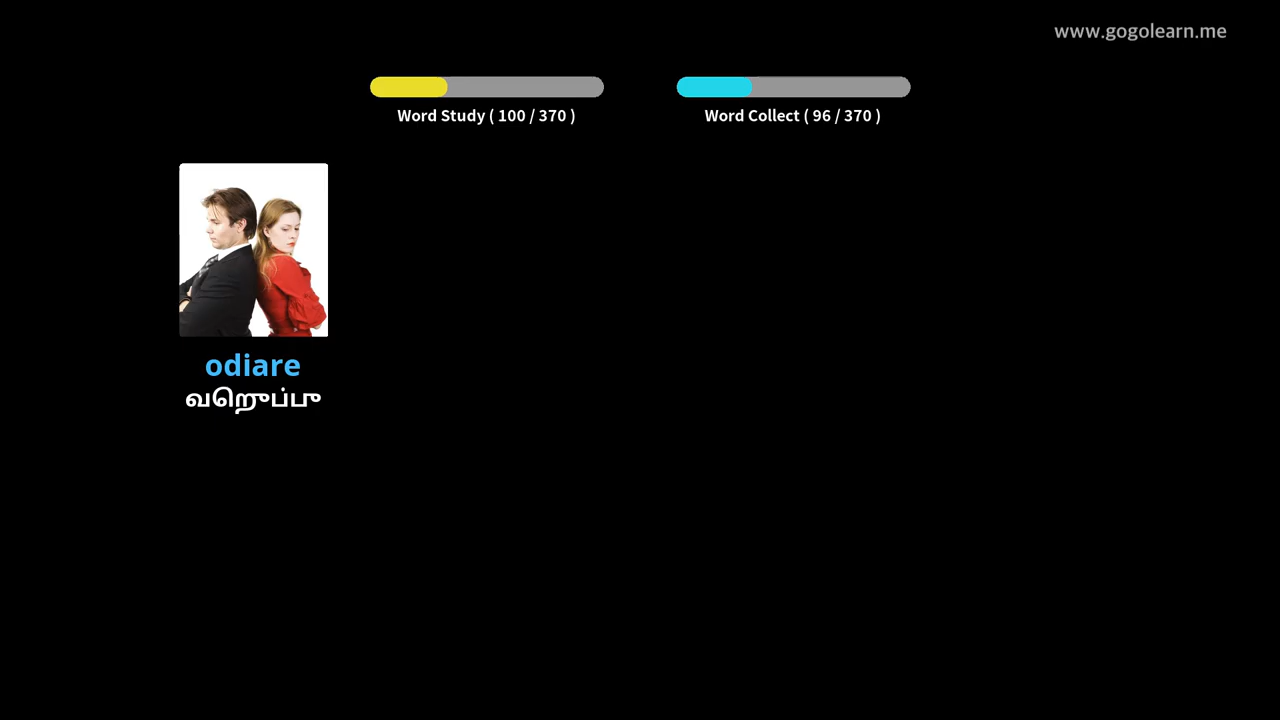 www.gogolearn.me
Word Study ( 100 / 370 )
Word Collect ( 96 / 370 )
odiare
வெறுப்பு